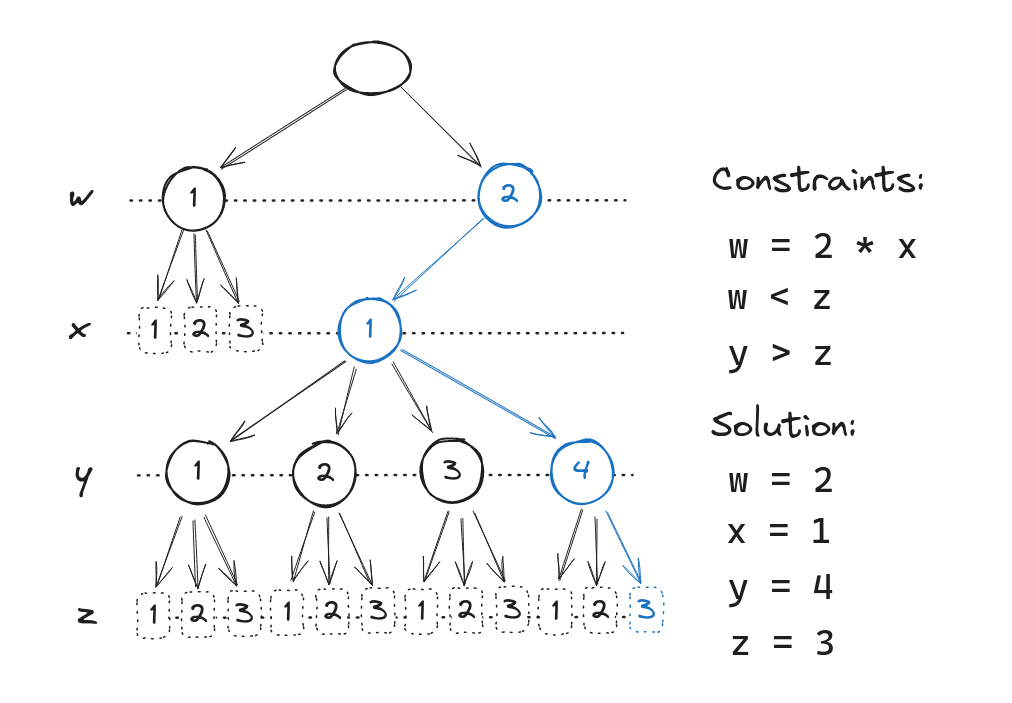 w 1 2
x 1 2 3 1
y 1 2 3 4
z 1 2 3 1 2 3 1 2 3 1 2 3
Constraints:
w = 2 * x
w < z
y > z
Solution:
w = 2
x = 1
y = 4
z = 3